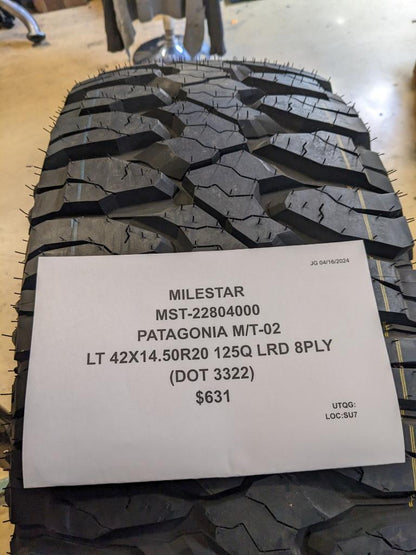 JG 04/16/2024
MILESTAR
MST-22804000
PATAGONIA M/T-02
LT 42X14.50R20 125Q LRD 8PLY
(DOT 3322)
$631
UTQG:
LOC:SU7